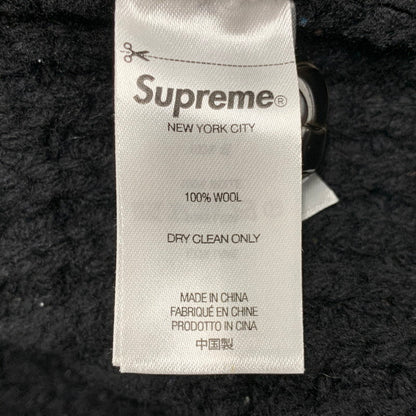 Supreme®
NEW YORK CITY
100% WOOL
DRY CLEAN ONLY
MADE IN CHINA
FABRIQUÉ EN CHINE
PRODOTTO IN CINA
中国製